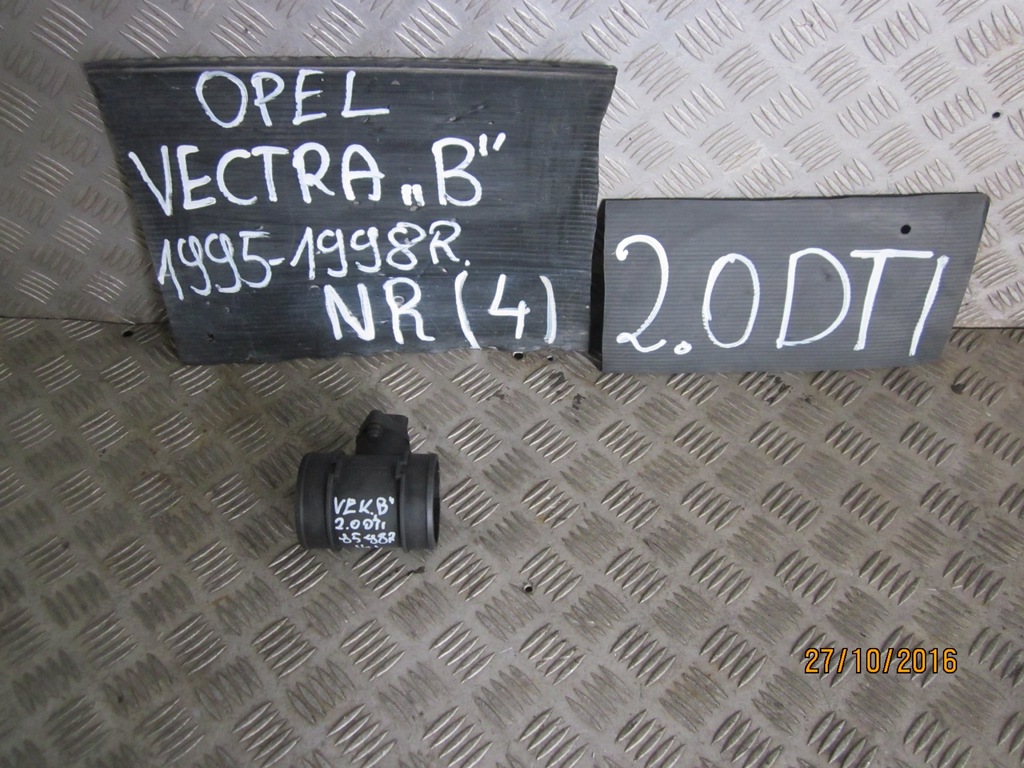 OPEL
VECTRA „B"
1995-1998R.
NR (4)
2.0DTI
VEK.B"
2.0DTI
27/10/2016